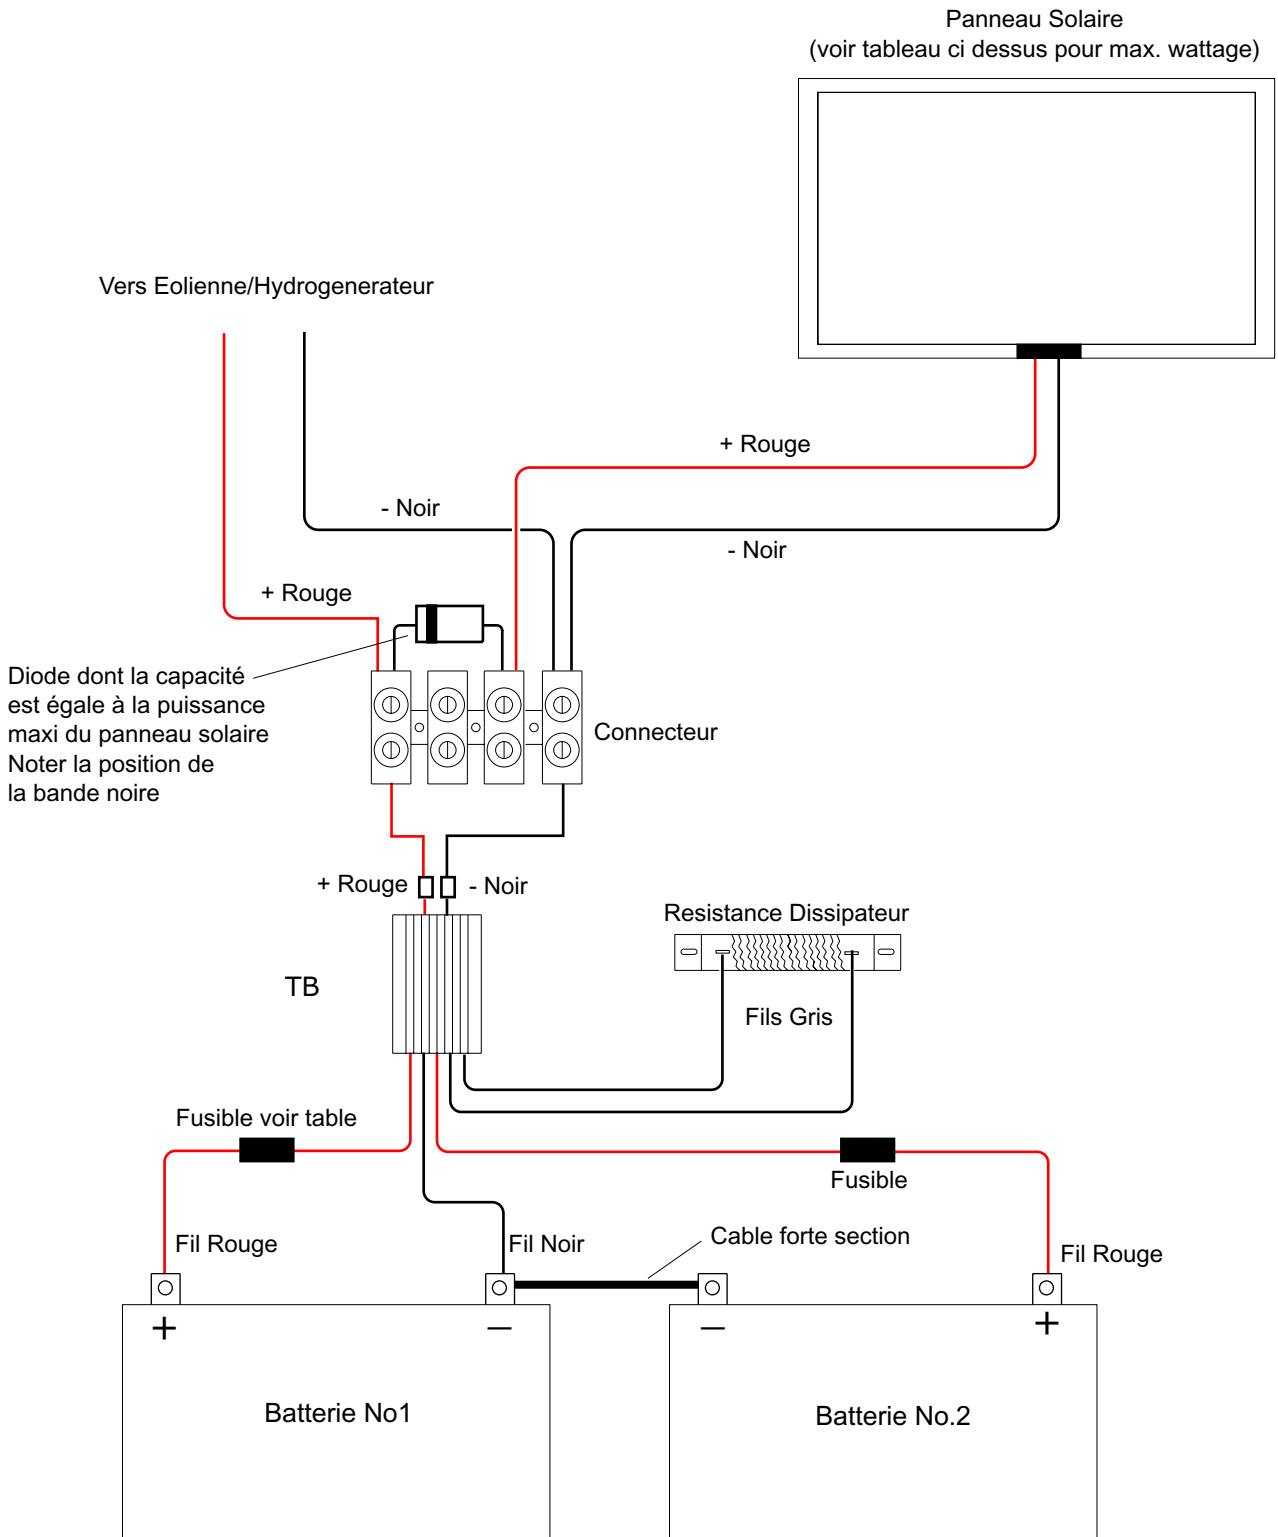 Panneau Solaire
(voir tableau ci dessus pour max. wattage)
Vers Eolienne/Hydrogenerateur
+ Rouge
- Noir
- Noir
+ Rouge
Diode dont la capacité
est égale à la puissance
maxi du panneau solaire
Noter la position de
la bande noire
Connecteur
+ Rouge
- Noir
Resistance Dissipateur
TB
Fils Gris
Fusible voir table
Fusible
Fil Rouge
Fil Noir
Cable forte section
Fil Rouge
+
–
–
+
Batterie No1
Batterie No.2